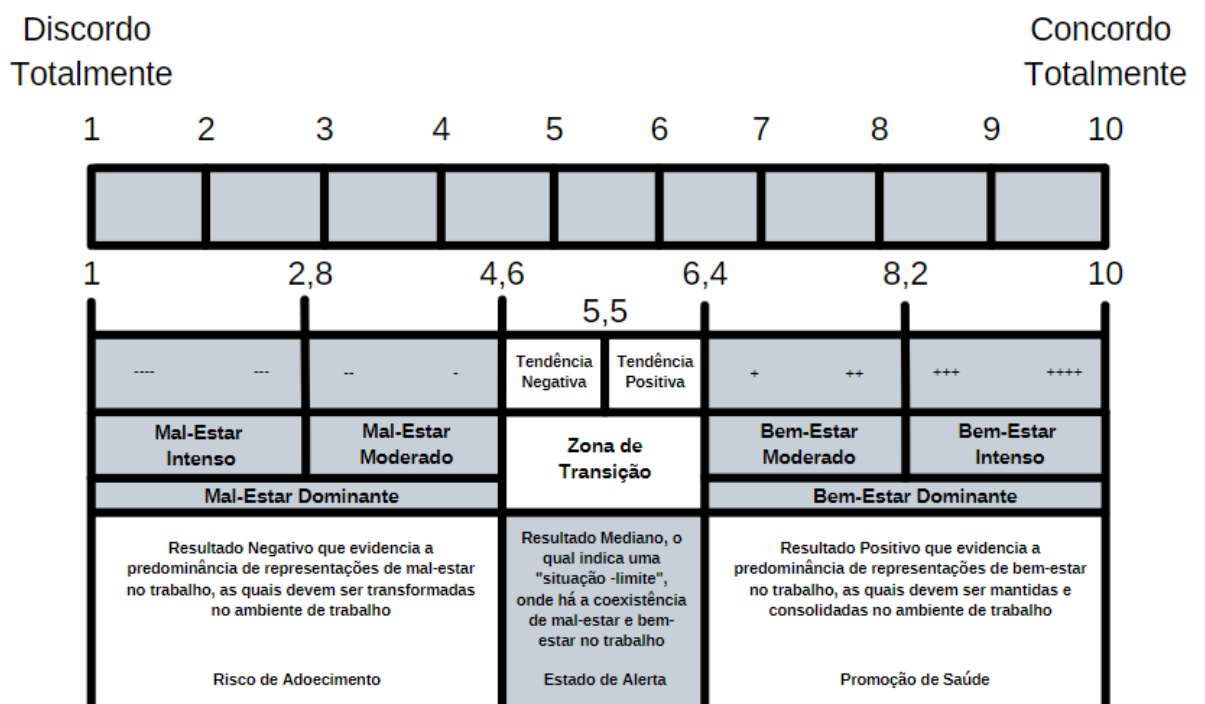 Discordo
Totalmente
Concordo
Totalmente
1 2 3 4 5 6 7 8 9 10
1 2,8 4,6 6,4 8,2 10
5,5
---- --- -- -
Tendência
Negativa
Tendência
Positiva
+ ++ +++ ++++
Mal-Estar
Intenso
Mal-Estar
Moderado
Zona de
Transição
Bem-Estar
Moderado
Bem-Estar
Intenso
Mal-Estar Dominante
Bem-Estar Dominante
Resultado Negativo que evidencia a
predominância de representações de mal-estar
no trabalho, as quais devem ser transformadas
no ambiente de trabalho
Risco de Adoecimento
Resultado Mediano, o
qual indica uma
"situação -limite",
onde há a coexistência
de mal-estar e bem-
estar no trabalho
Estado de Alerta
Resultado Positivo que evidencia a
predominância de representações de bem-estar
no trabalho, as quais devem ser mantidas e
consolidadas no ambiente de trabalho
Promoção de Saúde